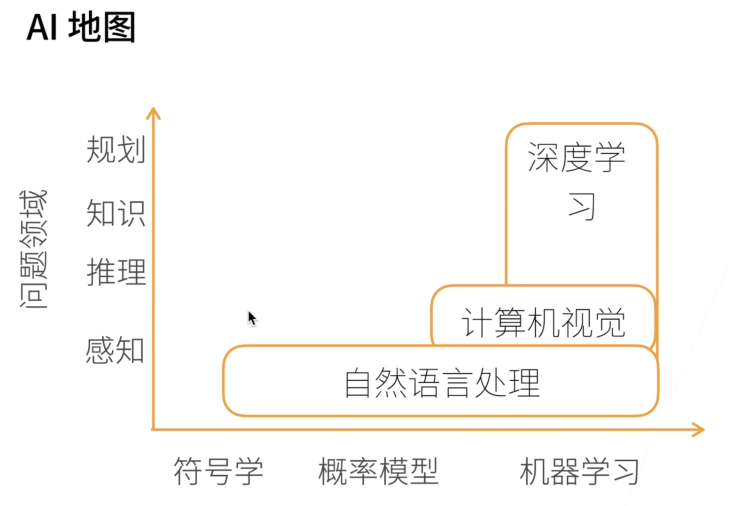 AI 地图
问题领域
规划
知识
推理
感知
深度学
习
计算机视觉
自然语言处理
符号学
概率模型
机器学习